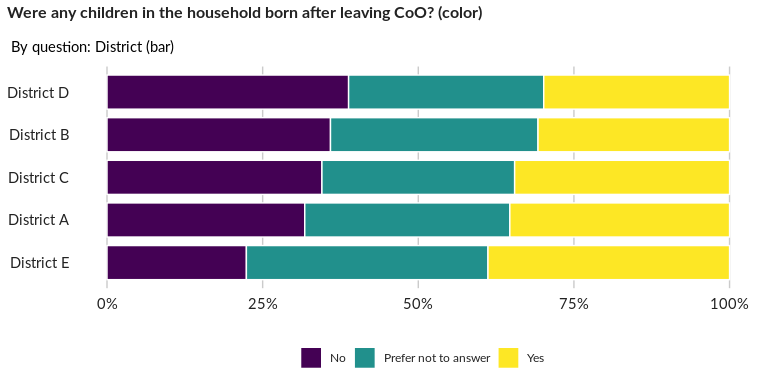 Were any children in the household born after leaving CoO? (color)
By question: District (bar)
District D
District B
District C
District A
District E
0% 25% 50% 75% 100%
No Prefer not to answer Yes